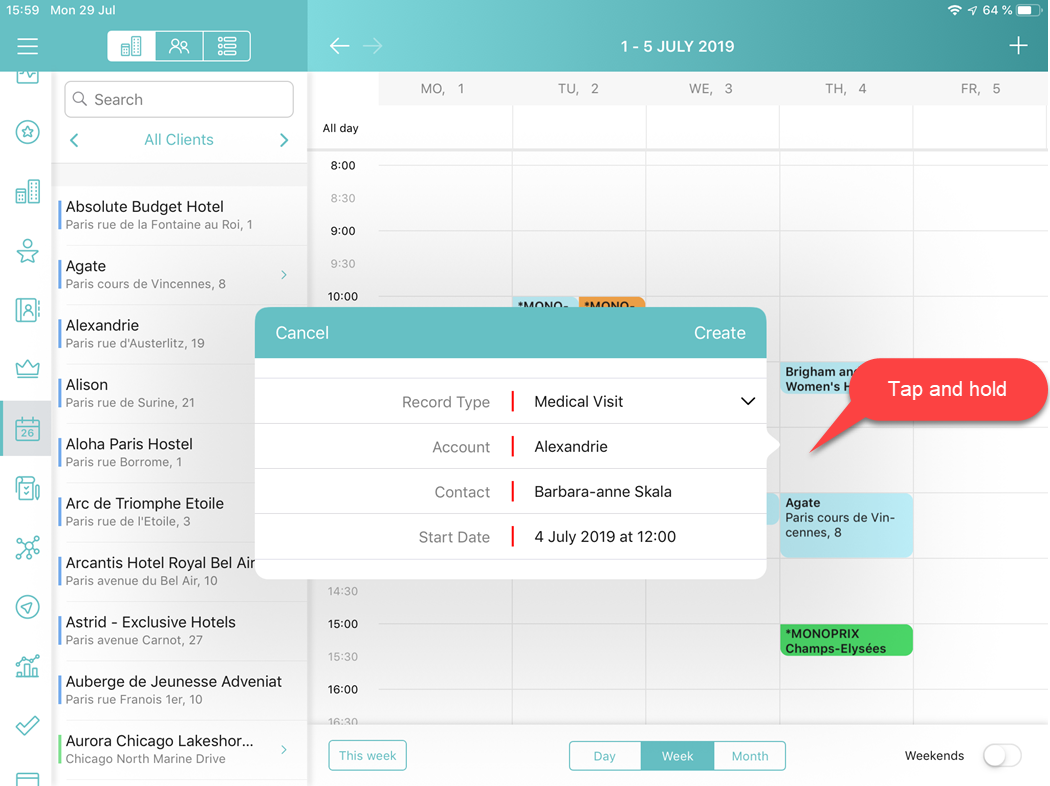 15:59 Mon 29 Jul
64 %
1 - 5 JULY 2019
Search
All Clients
Absolute Budget Hotel
Paris rue de la Fontaine au Roi, 1
Agate
Paris cours de Vincennes, 8
Alexandrie
Paris rue d'Austerlitz, 19
Alison
Paris rue de Surine, 21
Aloha Paris Hostel
Paris rue Borrome, 1
Arc de Triomphe Etoile
Paris rue de l'Etoile, 3
Arcantis Hotel Royal Bel Air
Paris avenue du Bel Air, 10
Astrid - Exclusive Hotels
Paris avenue Carnot, 27
Auberge de Jeunesse Adveniat
Paris rue Franois 1er, 10
Aurora Chicago Lakeshor...
Chicago North Marine Drive
26
MO, 1 TU, 2 WE, 3 TH, 4 FR, 5
All day
8:00
8:30
9:00
9:30
10:00
*MONO- *MONO-
Cancel Create
Record Type Medical Visit
Account Alexandrie
Contact Barbara-anne Skala
Start Date 4 July 2019 at 12:00
Brigham an
Women's H
Tap and hold
Agate
Paris cours de Vin-
cennes, 8
14:30
15:00
*MONOPRIX
Champs-Elysées
15:30
16:00
16:30
This week
Day Week Month
Weekends